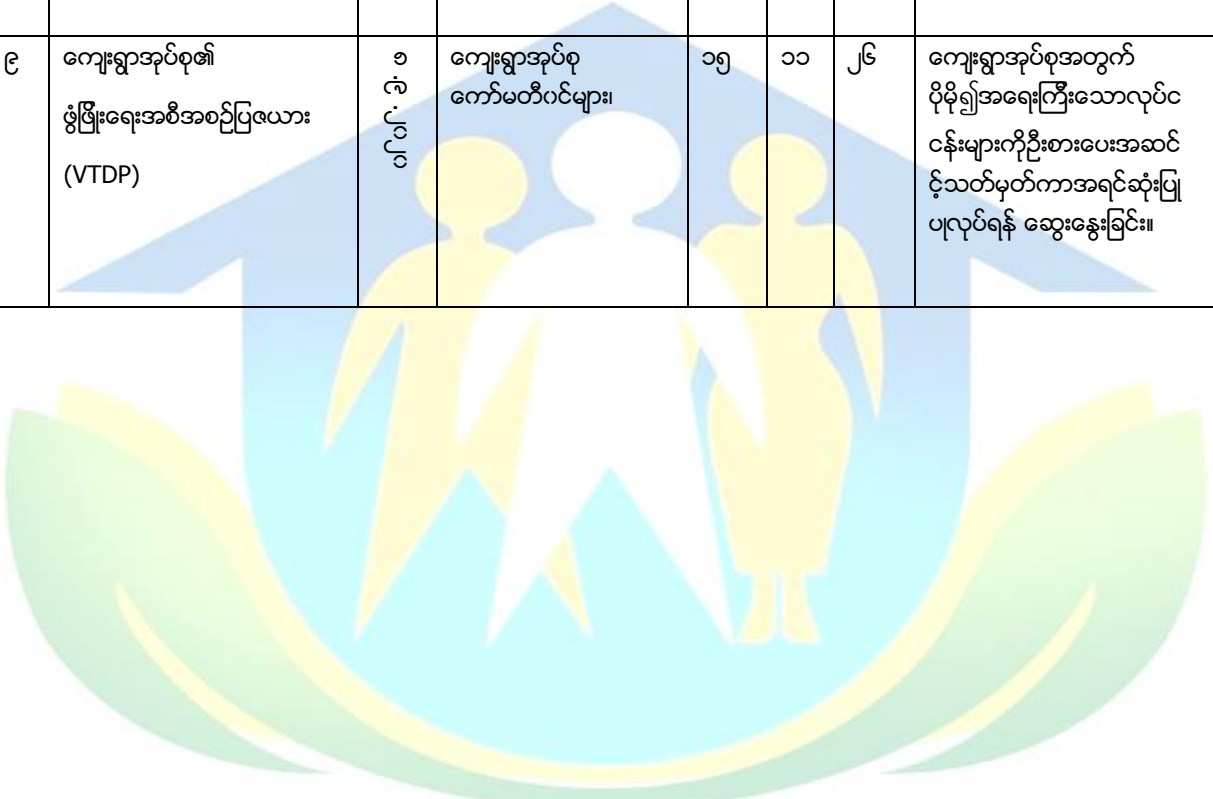 ၉
ကျေးရွာအုပ်စု၏
ဖွံ့ဖြိုးရေးအစီအစဉ်ပြဇယား
(VTDP)
ကျေးရွာအုပ်စု
ကော်မတီဝင်များ၊
၁၅
၁၁
၂၆
ကျေးရွာအုပ်စုအတွက်
ပိုမို၍အရေးကြီးသောလုပ်င
န်းများကိုဦးစားပေးအဆင်
့်သတ်မှတ်ကာအရင်ဆုံးပြု
ပုလုပ်ရန် ဆွေးနွေးခြင်း။